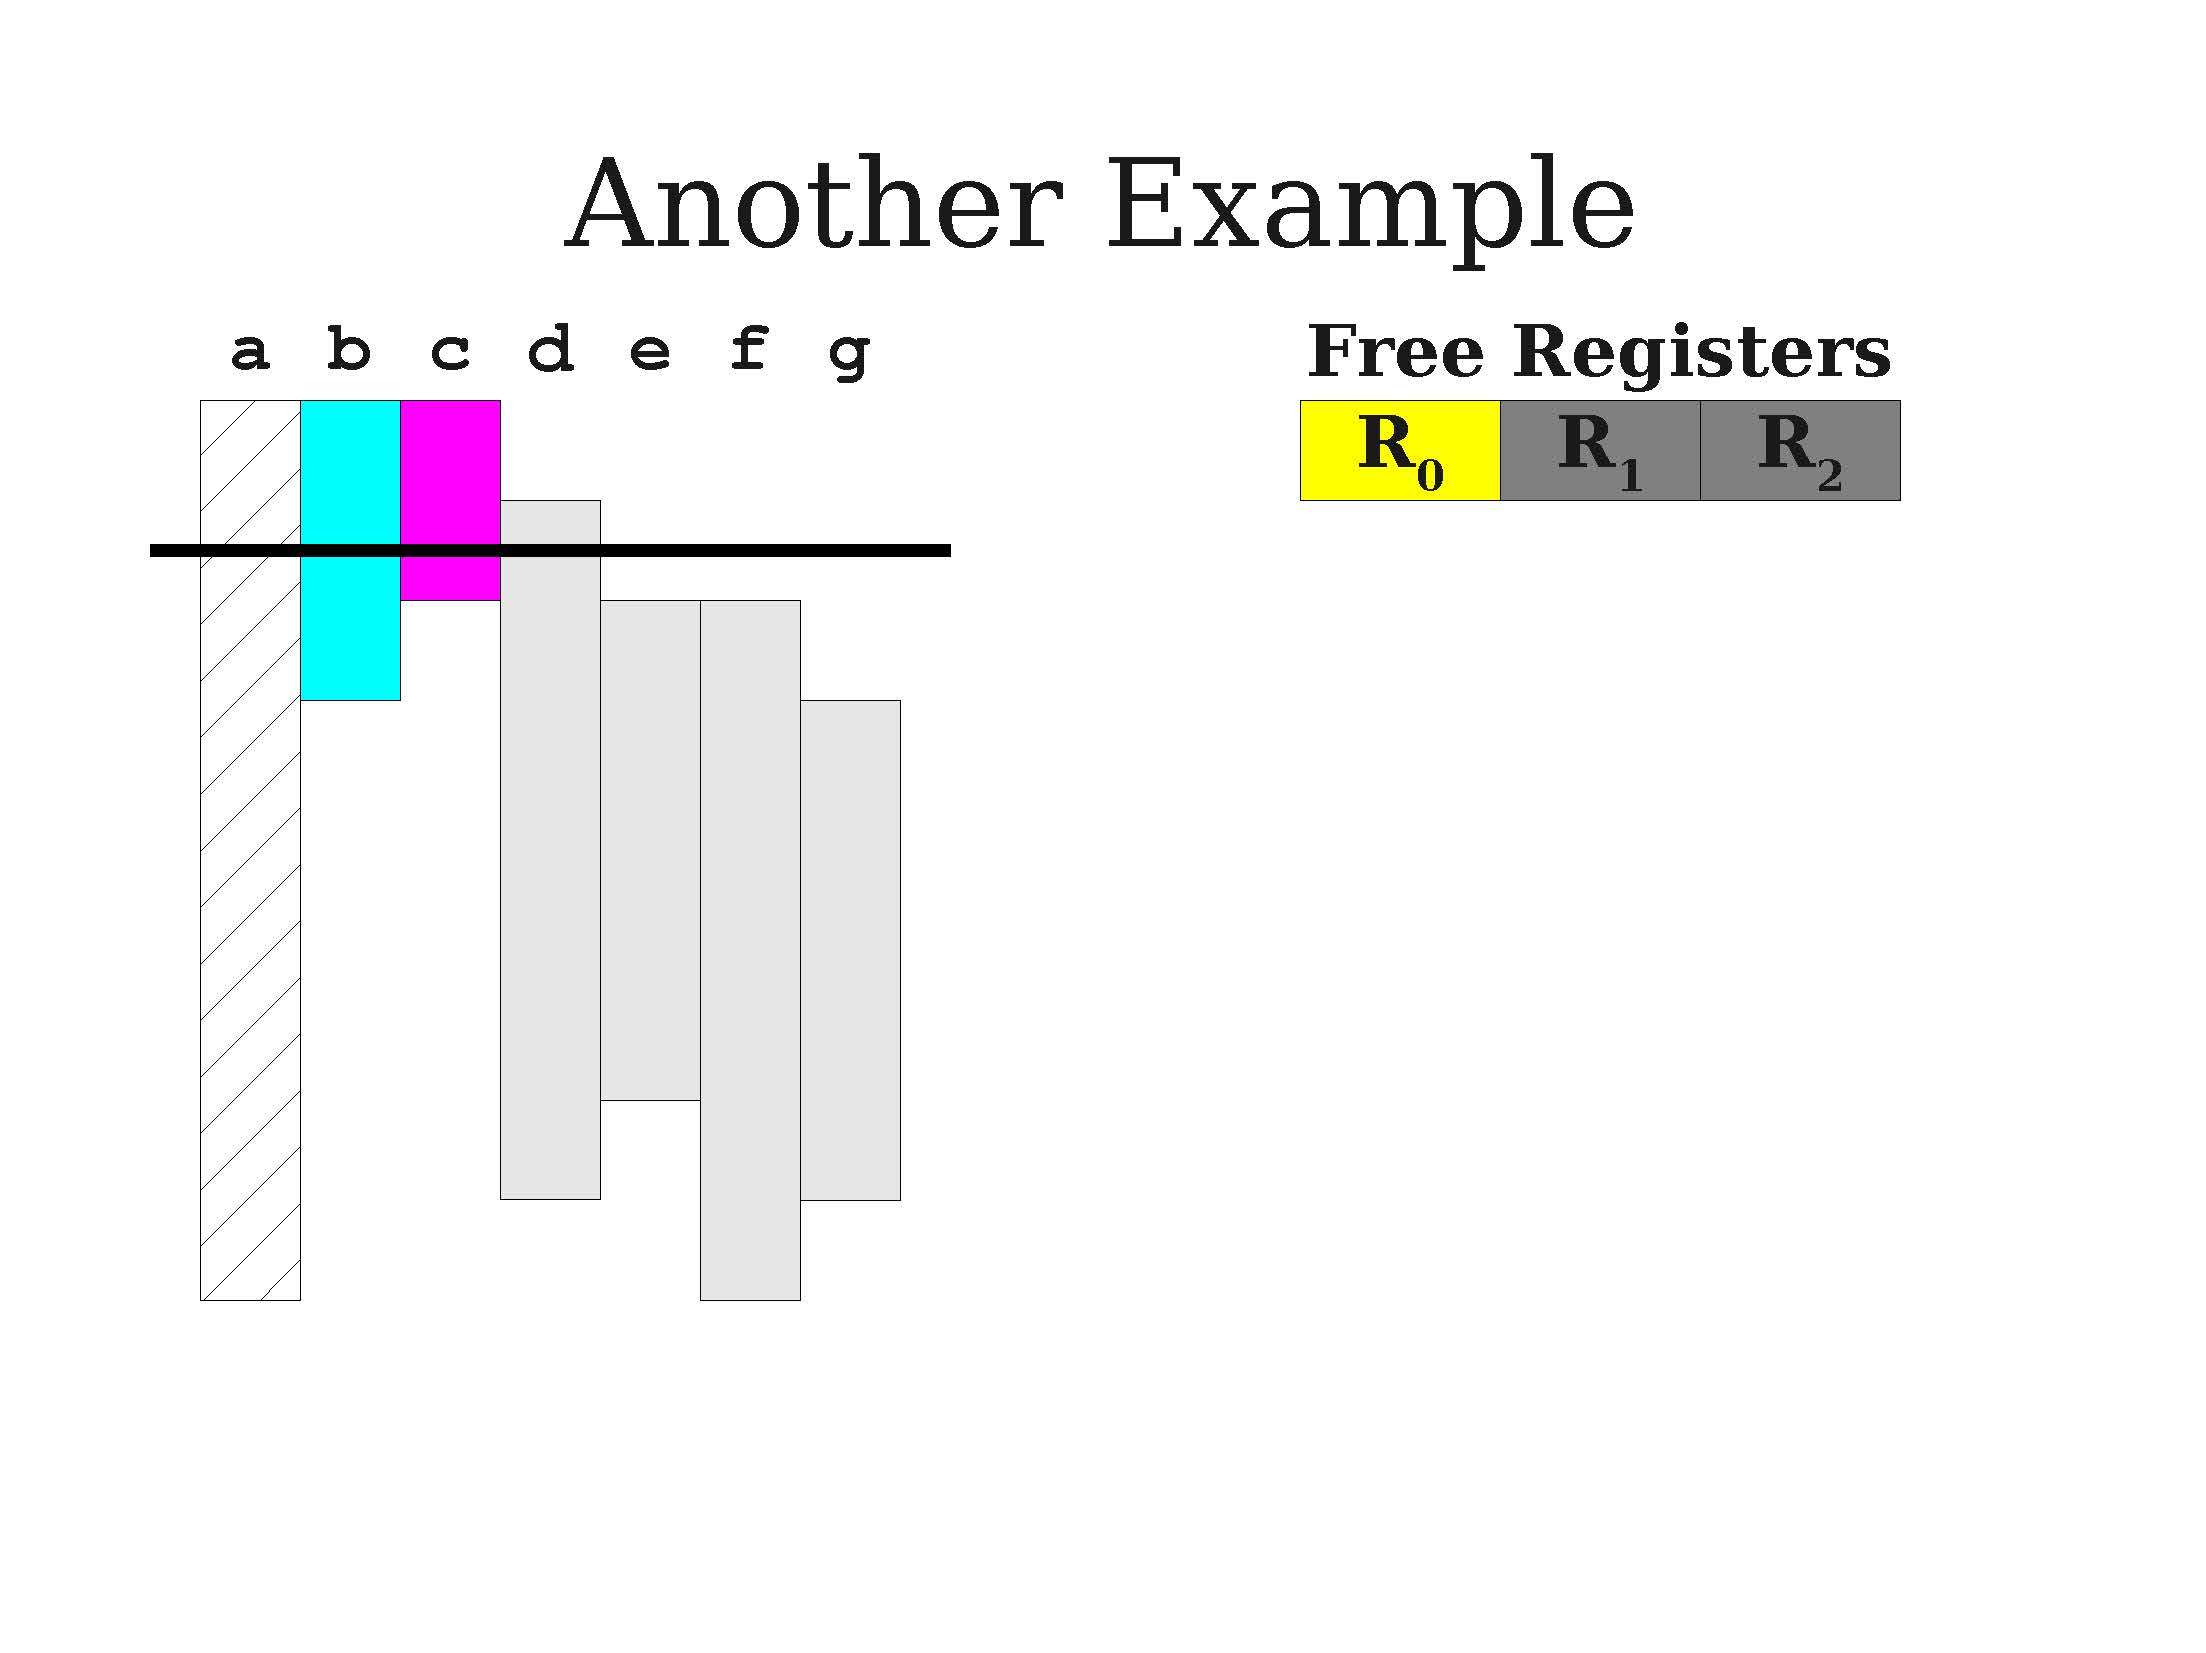 Another Example
a b c d e f g
Free Registers
R0 R1 R2